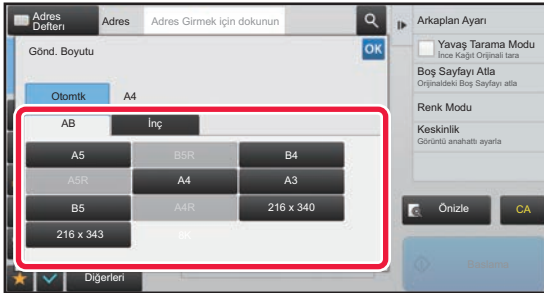 Adres Defterı
Adres
Adres Girmek için dokunun
Gönd. Boyutu
OK
Otomtk
A4
AB
İnç
A5
B5R
B4
A5R
A4
A3
B5
A4R
216 x 340
216 x 343
8K
Diğerleri
Arkaplan Ayarı
Yavaş Tarama Modu
İnce Kağıt Orijinali tara
Boş Sayfayı Atla
Orijinaldeki Boş Sayfayı atla
Renk Modu
Keskinlik
Görüntü anahattı ayarla
Önizle
CA